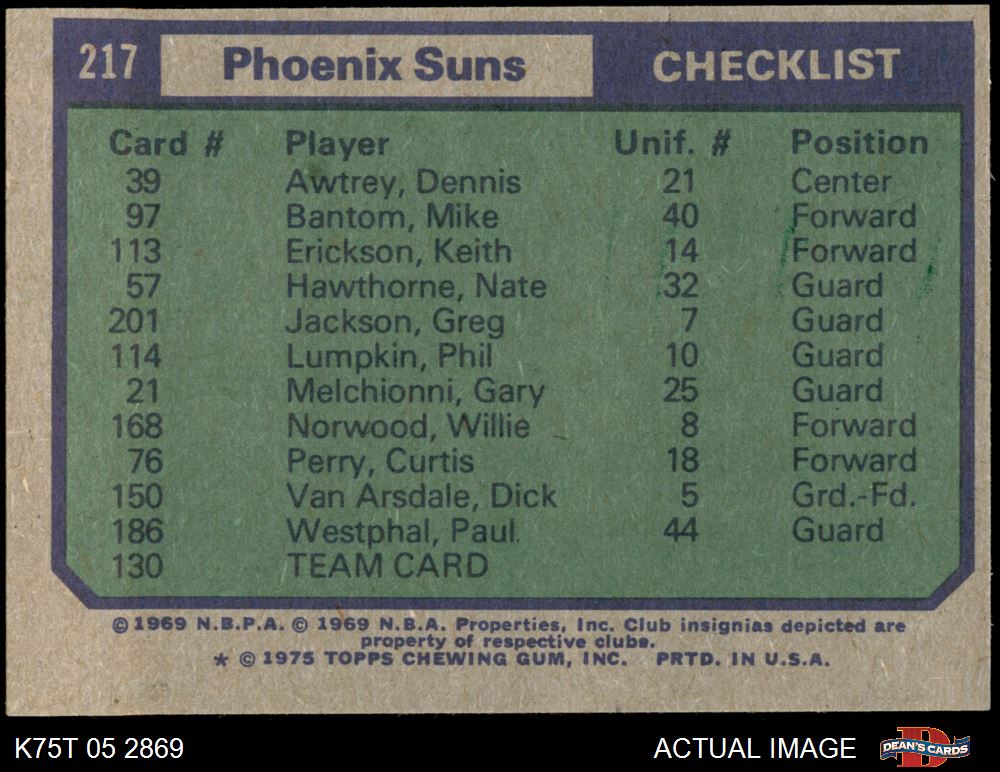 217 Phoenix Suns CHECKLIST
Card # Player Unif. # Position
39 Awtrey, Dennis 21 Center
97 Bantom, Mike 40 Forward
113 Erickson, Keith 14 Forward
57 Hawthorne, Nate 32 Guard
201 Jackson, Greg 7 Guard
114 Lumpkin, Phil 10 Guard
21 Melchionni, Gary 25 Guard
168 Norwood, Willie 8 Forward
76 Perry, Curtis 18 Forward
150 Van Arsdale, Dick 5 Grd.-Fd.
186 Westphal, Paul 44 Guard
130 TEAM CARD
© 1969 N.B.P.A. © 1969 N.B.A. Properties, Inc. Club insignias depicted are
property of respective clubs.
* © 1975 TOPPS CHEWING GUM, INC. PRTD. IN U.S.A.
K75T 05 2869 ACTUAL IMAGE DEAN'S CARDS